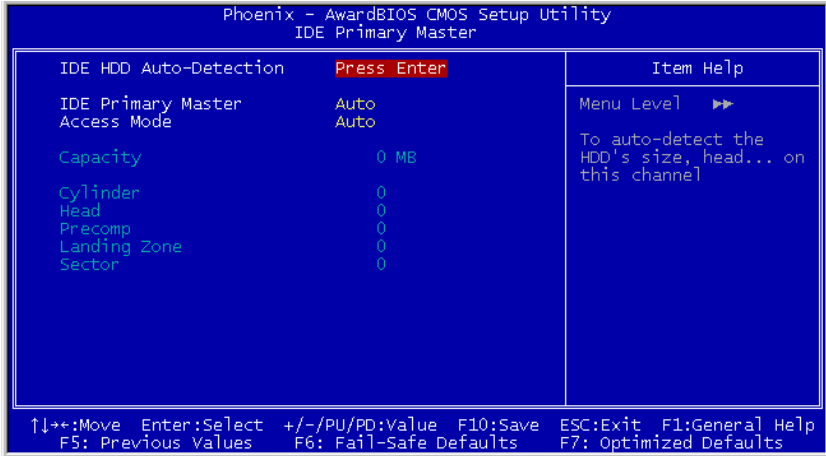 Phoenix - AwardBIOS CMOS Setup Utility
IDE Primary Master
IDE HDD Auto-Detection Press Enter
IDE Primary Master Auto
Access Mode Auto
Capacity 0 MB
Cylinder 0
Head 0
Precomp 0
Landing Zone 0
Sector 0
Item Help
Menu Level ▸▸
To auto-detect the
HDD's size, head... on
this channel
↑↓→←:Move Enter:Select +/-/PU/PD:Value F10:Save ESC:Exit F1:General Help
F5: Previous Values F6: Fail-Safe Defaults F7: Optimized Defaults